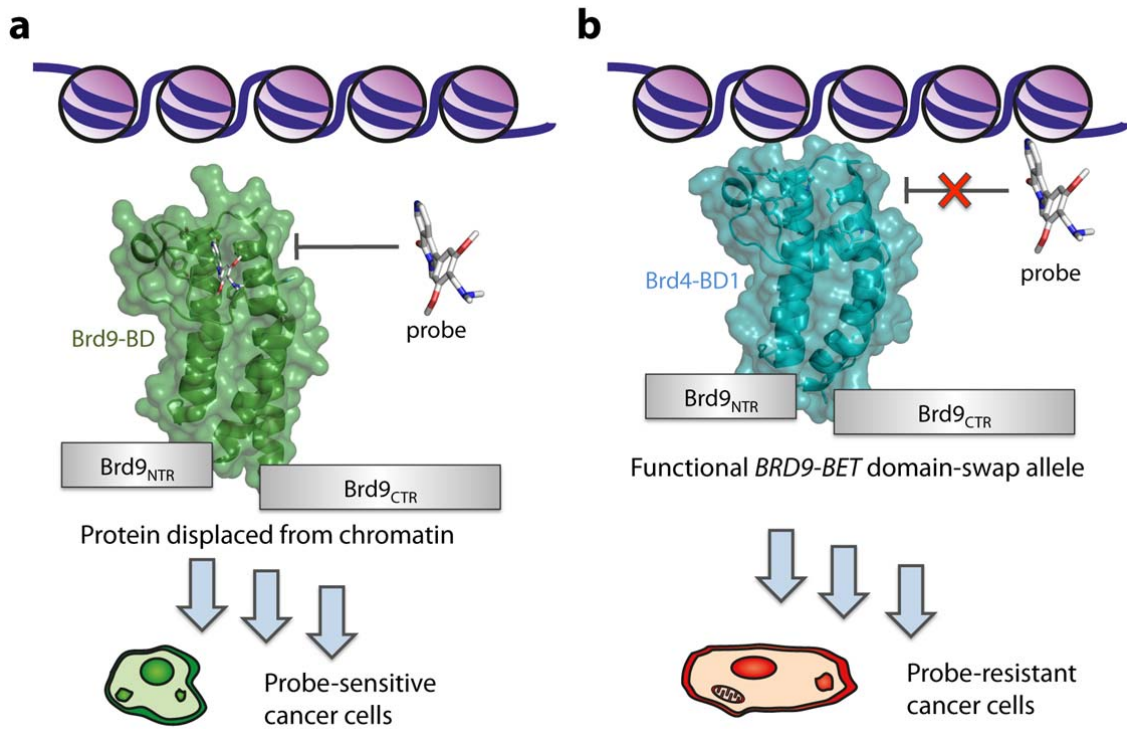 a
probe
Brd9-BD
Brd9NTR
Brd9CTR
Protein displaced from chromatin
Probe-sensitive
cancer cells
b
Brd4-BD1
probe
Brd9NTR
Brd9CTR
Functional BRD9-BET domain-swap allele
Probe-resistant
cancer cells